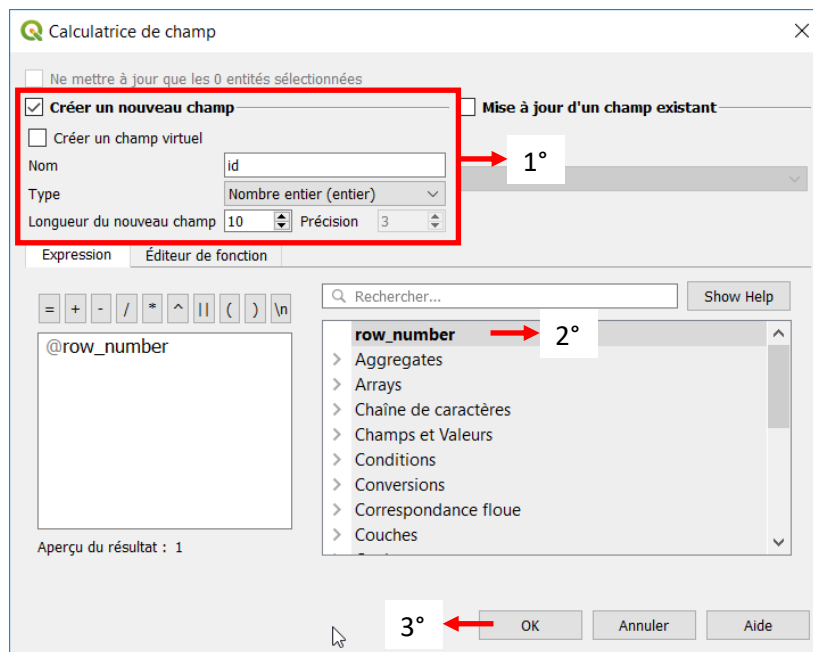 Calculatrice de champ
Ne mettre à jour que les 0 entités sélectionnées
Créer un nouveau champ
Mise à jour d'un champ existant
Créer un champ virtuel
1°
Nom id
Type Nombre entier (entier)
Longueur du nouveau champ 10 Précision 3
Expression Éditeur de fonction
= + - / * ^ || ( ) \n
Rechercher... Show Help
@row_number
row_number 2°
Aggregates
Arrays
Chaîne de caractères
Champs et Valeurs
Conditions
Conversions
Correspondance floue
Couches
Aperçu du résultat : 1
3° OK Annuler Aide